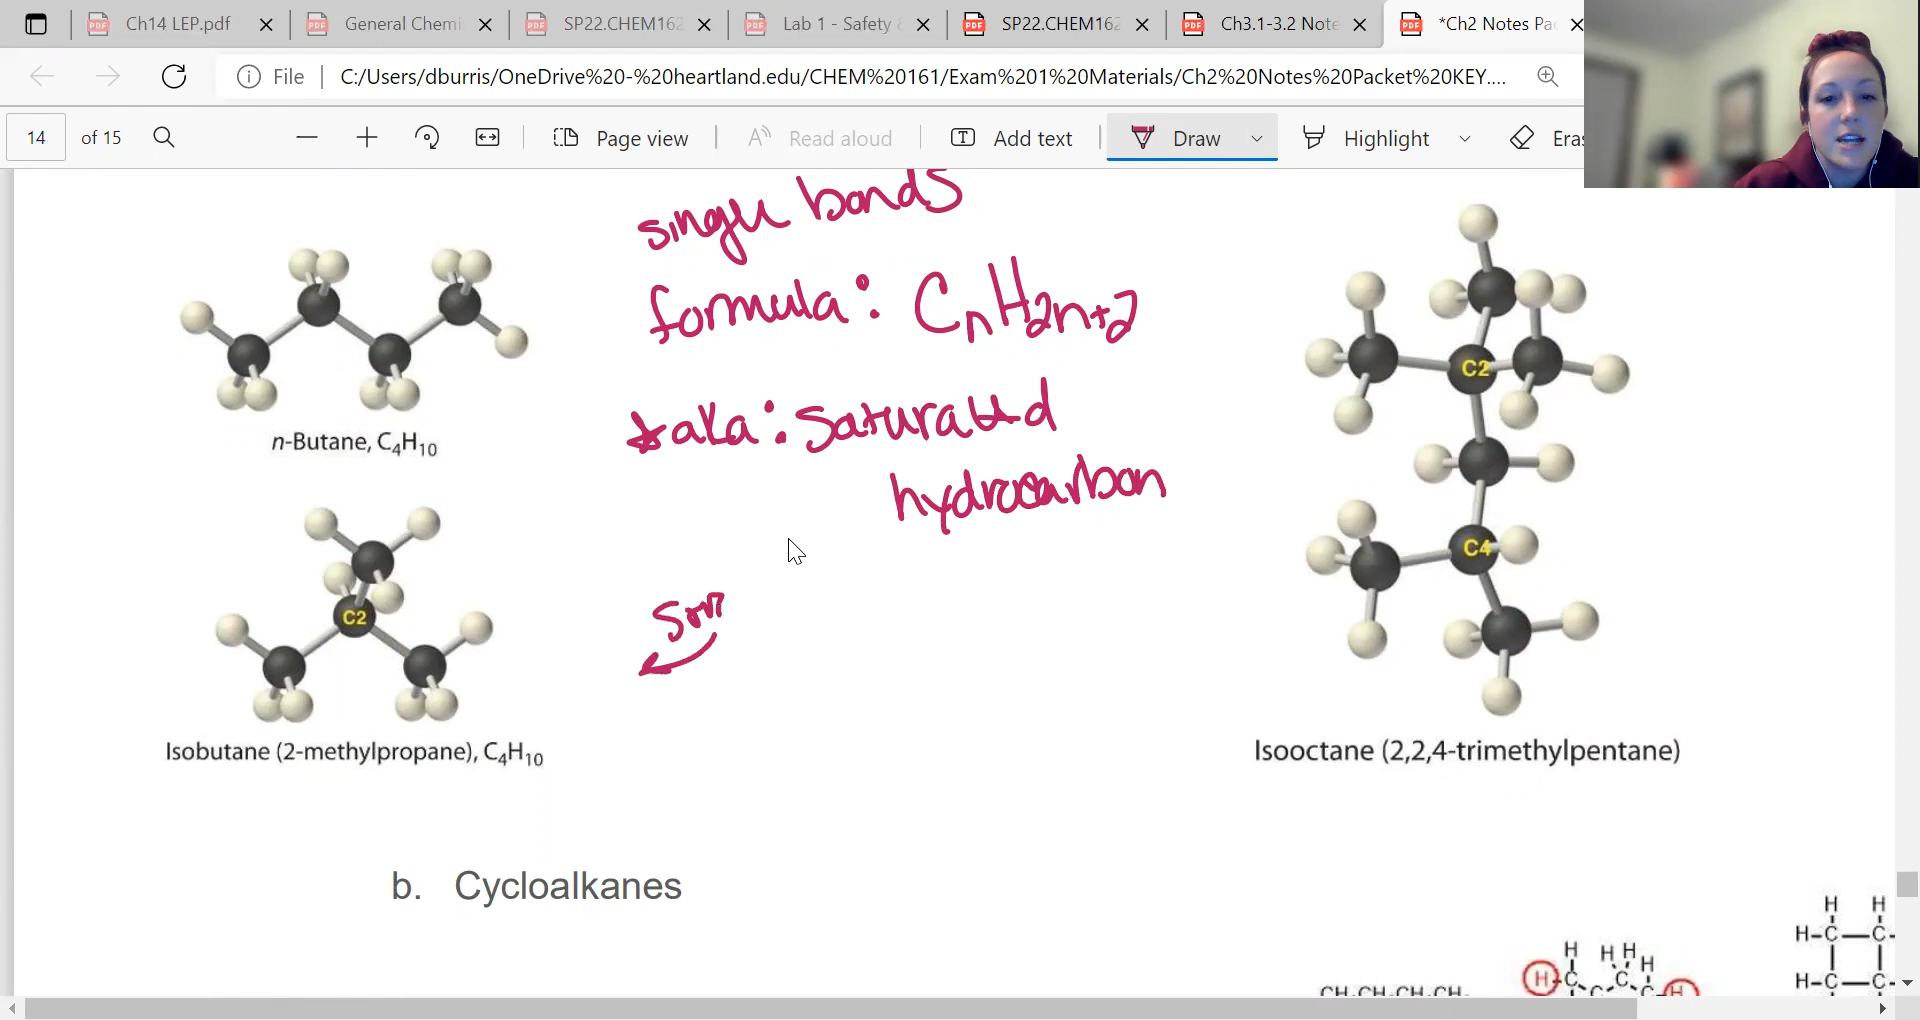 Ch14 LEP.pdf
General Chemi
SP22.CHEM162
Lab 1 - Safety &
SP22.CHEM162
Ch3.1-3.2 Note
*Ch2 Notes Pa
File
C:/Users/dburris/OneDrive%20-%20heartland.edu/CHEM%20161/Exam%201%20Materials/Ch2%20Notes%20Packet%20KEY....
14 of 15
Page view
Read aloud
Add text
Draw
Highlight
Eras
single bonds
formula: CnH2n+2
*aka: saturated
hydrocarbon
n-Butane, C4H10
C2
C2
C4
Isobutane (2-methylpropane), C4H10
Isooctane (2,2,4-trimethylpentane)
b. Cycloalkanes
H H
H-C—C-
H-C—C-
H H H H
H C C C C H